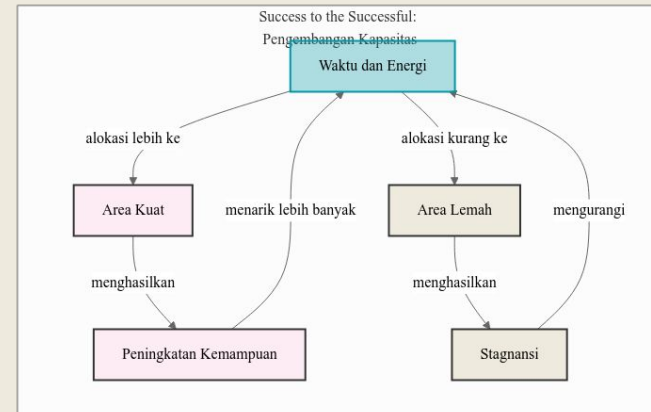 Success to the Successful:
Pengembangan Kapasitas
Waktu dan Energi
alokasi lebih ke
alokasi kurang ke
Area Kuat
menarik lebih banyak
Area Lemah
mengurangi
menghasilkan
menghasilkan
Peningkatan Kemampuan
Stagnansi